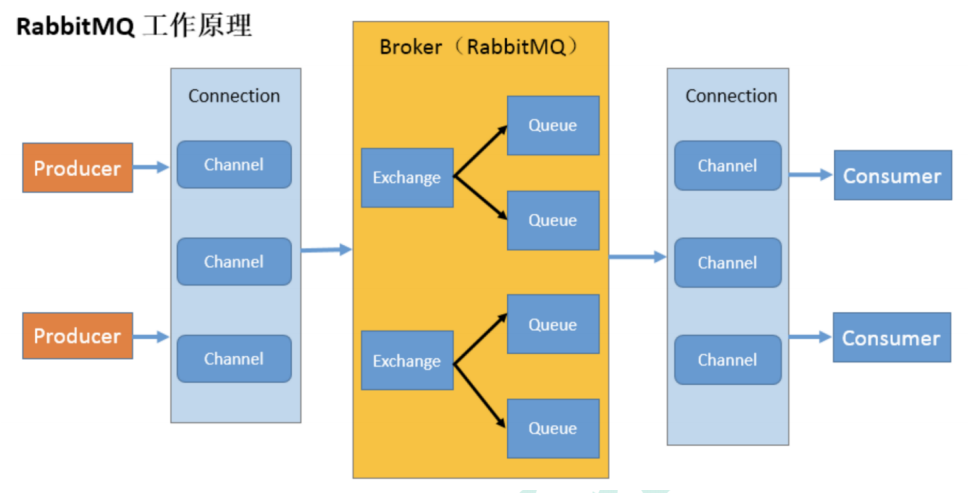 RabbitMQ 工作原理
Broker（RabbitMQ）
Connection
Connection
Producer
Producer
Channel
Channel
Channel
Exchange
Queue
Queue
Exchange
Queue
Queue
Channel
Channel
Channel
Consumer
Consumer